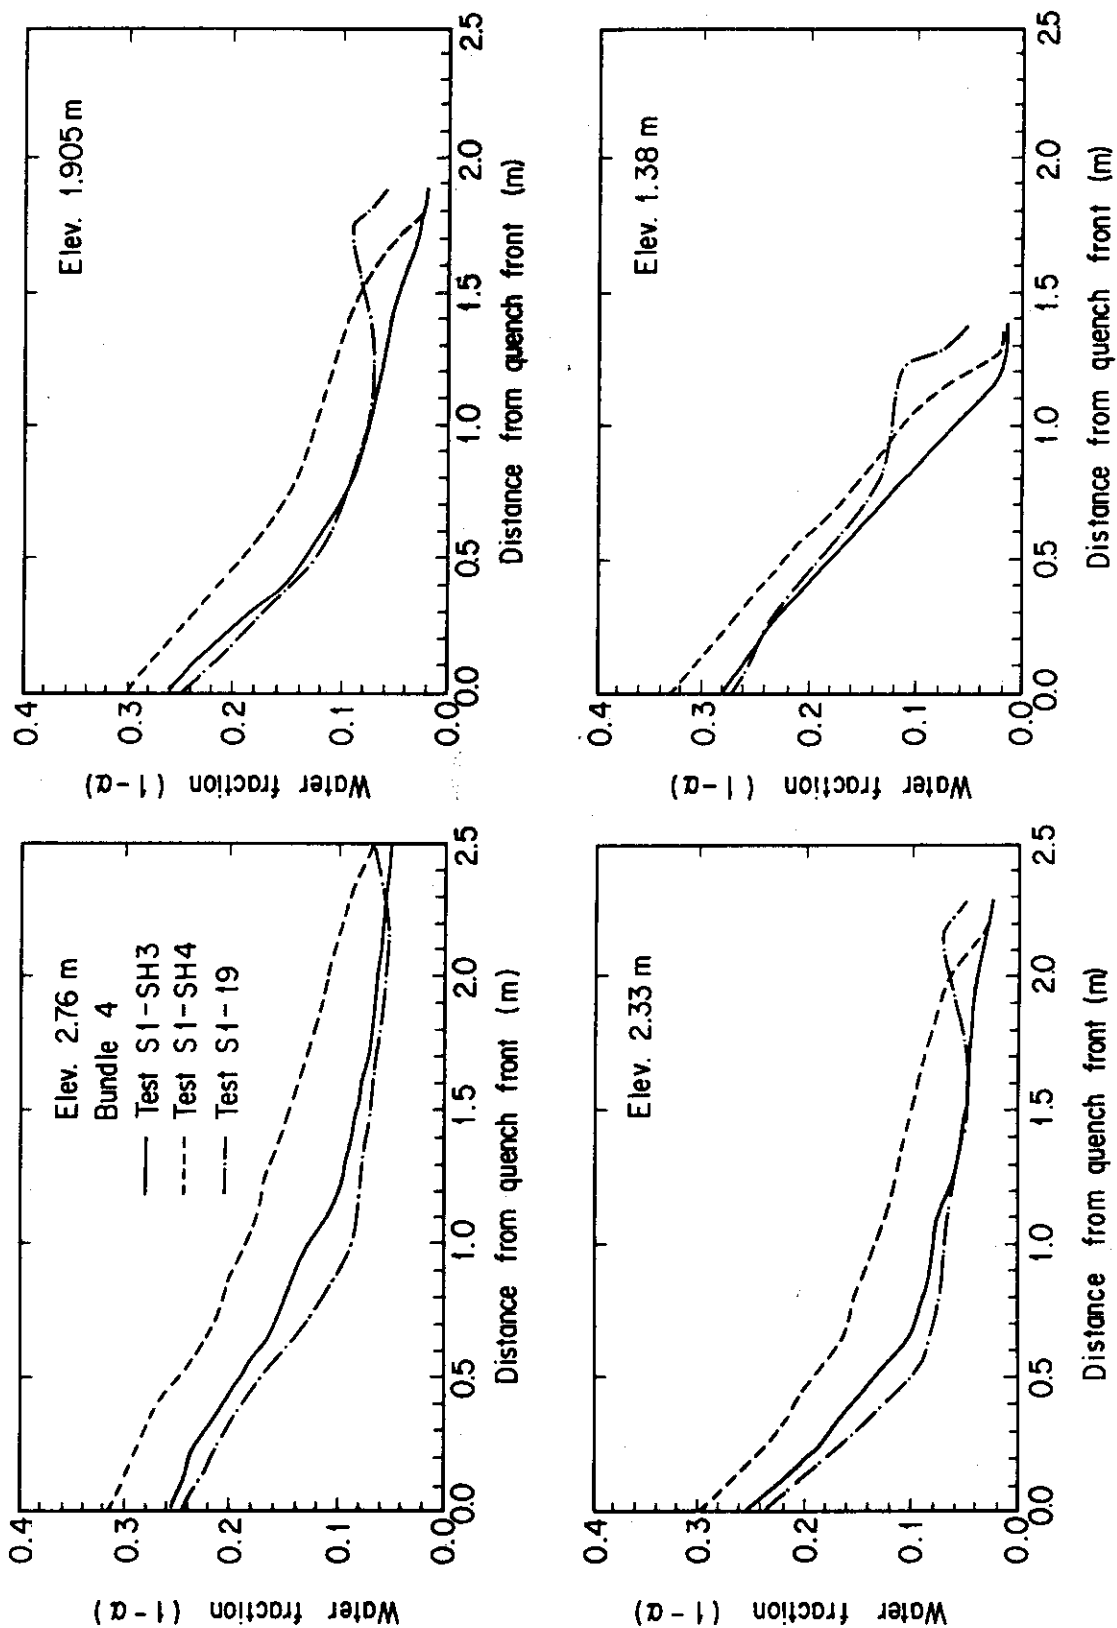 Elev. 2.76 m
Bundle 4
Test S1-SH3
Test S1-SH4
Test S1-19
0.4
0.3
0.2
0.1
0.0
0.0 0.5 1.0 1.5 2.0 2.5
Water fraction (1-α)
Distance from quench front (m)
Elev. 1.905 m
0.4
0.3
0.2
0.1
0.0 0.5 1.0 1.5 2.0 2.5
Water fraction (1-α)
Distance from quench front (m)
Elev. 2.33 m
0.4
0.3
0.2
0.1
0.0
0.0 0.5 1.0 1.5 2.0 2.5
Water fraction (1-α)
Distance from quench front (m)
Elev. 1.38 m
0.4
0.3
0.2
0.1
0.0
0.0 0.5 1.0 1.5 2.0 2.5
Water fraction (1-α)
Distance from quench front (m)